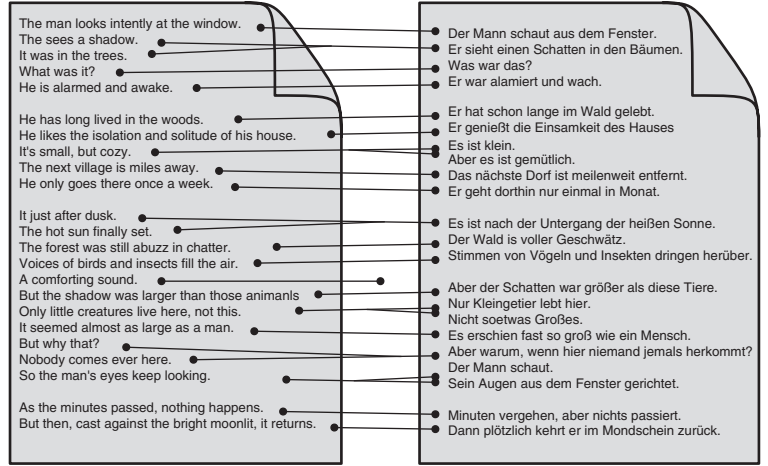 The man looks intently at the window.
The sees a shadow.
It was in the trees.
What was it?
He is alarmed and awake.
He has long lived in the woods.
He likes the isolation and solitude of his house.
It's small, but cozy.
The next village is miles away.
He only goes there once a week.
It just after dusk.
The hot sun finally set.
The forest was still abuzz in chatter.
Voices of birds and insects fill the air.
A comforting sound.
But the shadow was larger than those animanls
Only little creatures live here, not this.
It seemed almost as large as a man.
But why that?
Nobody comes ever here.
So the man's eyes keep looking.
As the minutes passed, nothing happens.
But then, cast against the bright moonlit, it returns.
Der Mann schaut aus dem Fenster.
Er sieht einen Schatten in den Bäumen.
Was war das?
Er war alamiert und wach.
Er hat schon lange im Wald gelebt.
Er genießt die Einsamkeit des Hauses
Es ist klein.
Aber es ist gemütlich.
Das nächste Dorf ist meilenweit entfernt.
Er geht dorthin nur einmal in Monat.
Es ist nach der Untergang der heißen Sonne.
Der Wald is voller Geschwätz.
Stimmen von Vögeln und Insekten dringen herüber.
Aber der Schatten war größer als diese Tiere.
Nur Kleingetier lebt hier.
Nicht soetwas Großes.
Es erschien fast so groß wie ein Mensch.
Aber warum, wenn hier niemand jemals herkommt?
Der Mann schaut.
Sein Augen aus dem Fenster gerichtet.
Minuten vergehen, aber nichts passiert.
Dann plötzlich kehrt er im Mondschein zurück.